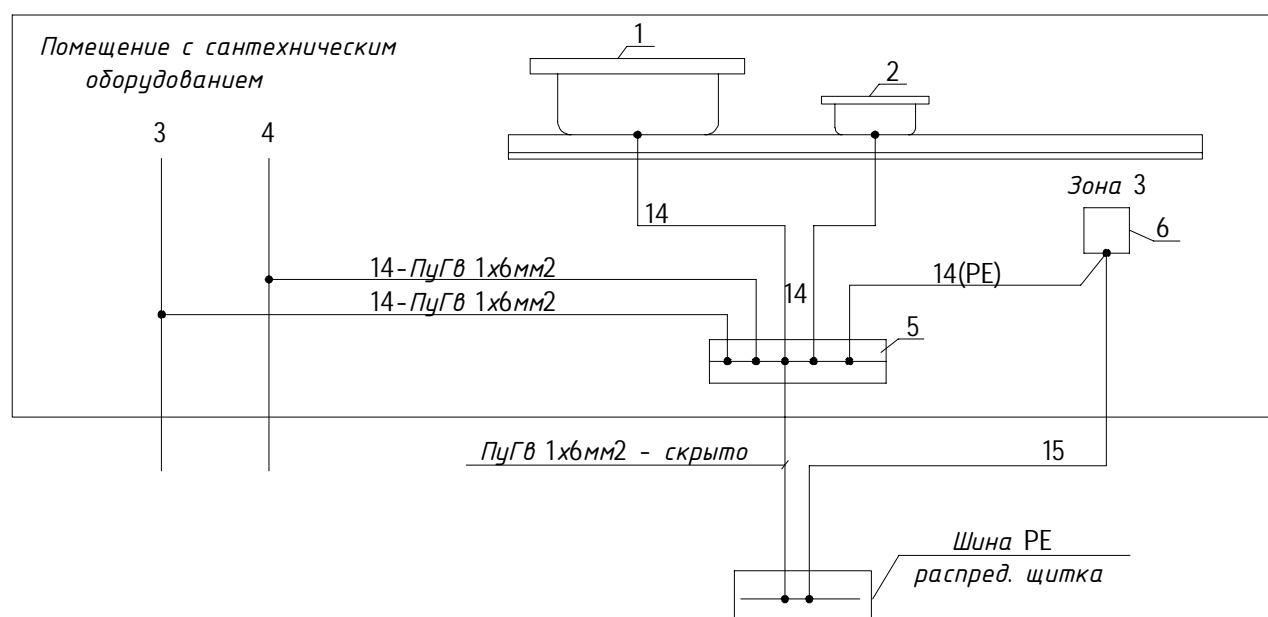 Помещение с сантехническим
оборудованием
1
2
3
4
Зона 3
6
14
14-ПуГв 1х6мм2
14-ПуГв 1х6мм2
14
14(PE)
5
ПуГв 1х6мм2 - скрыто
15
Шина PE
распред. щитка